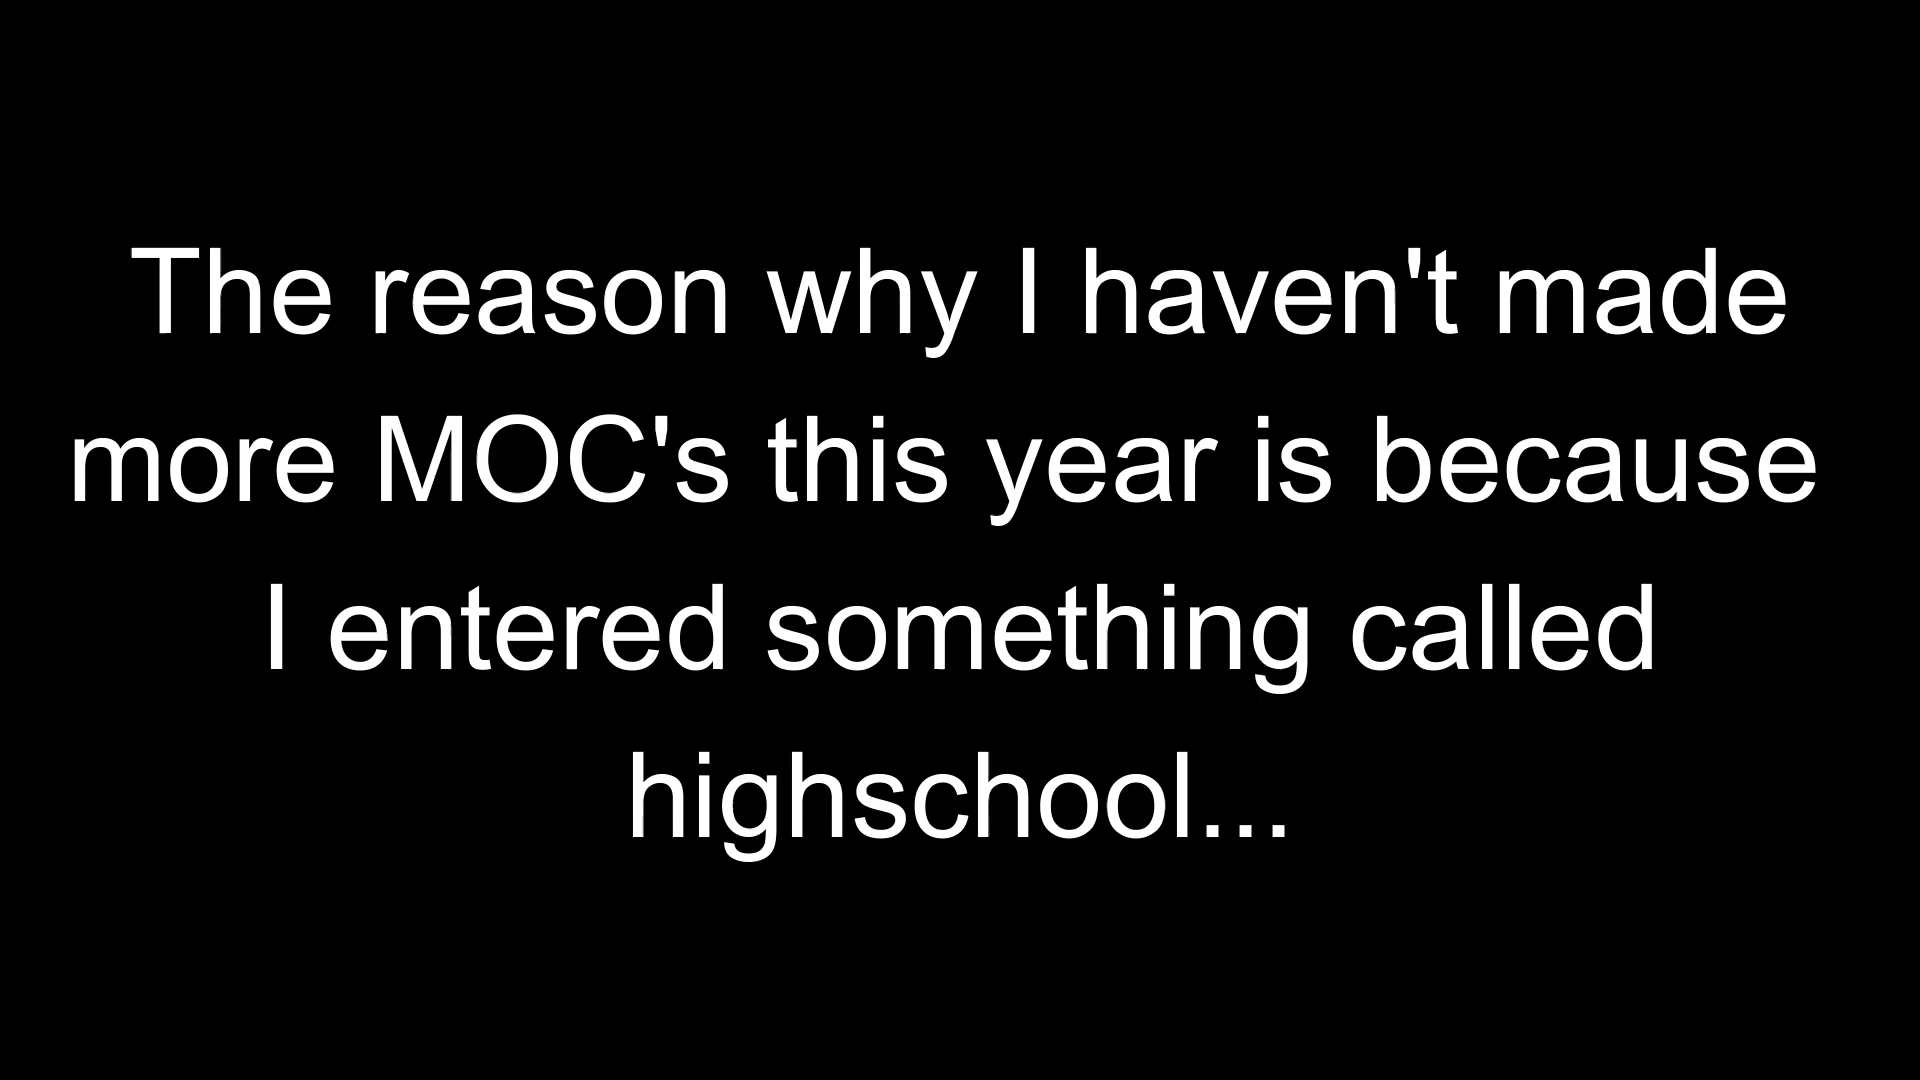 The reason why I haven't made
more MOC's this year is because
I entered something called
highschool...